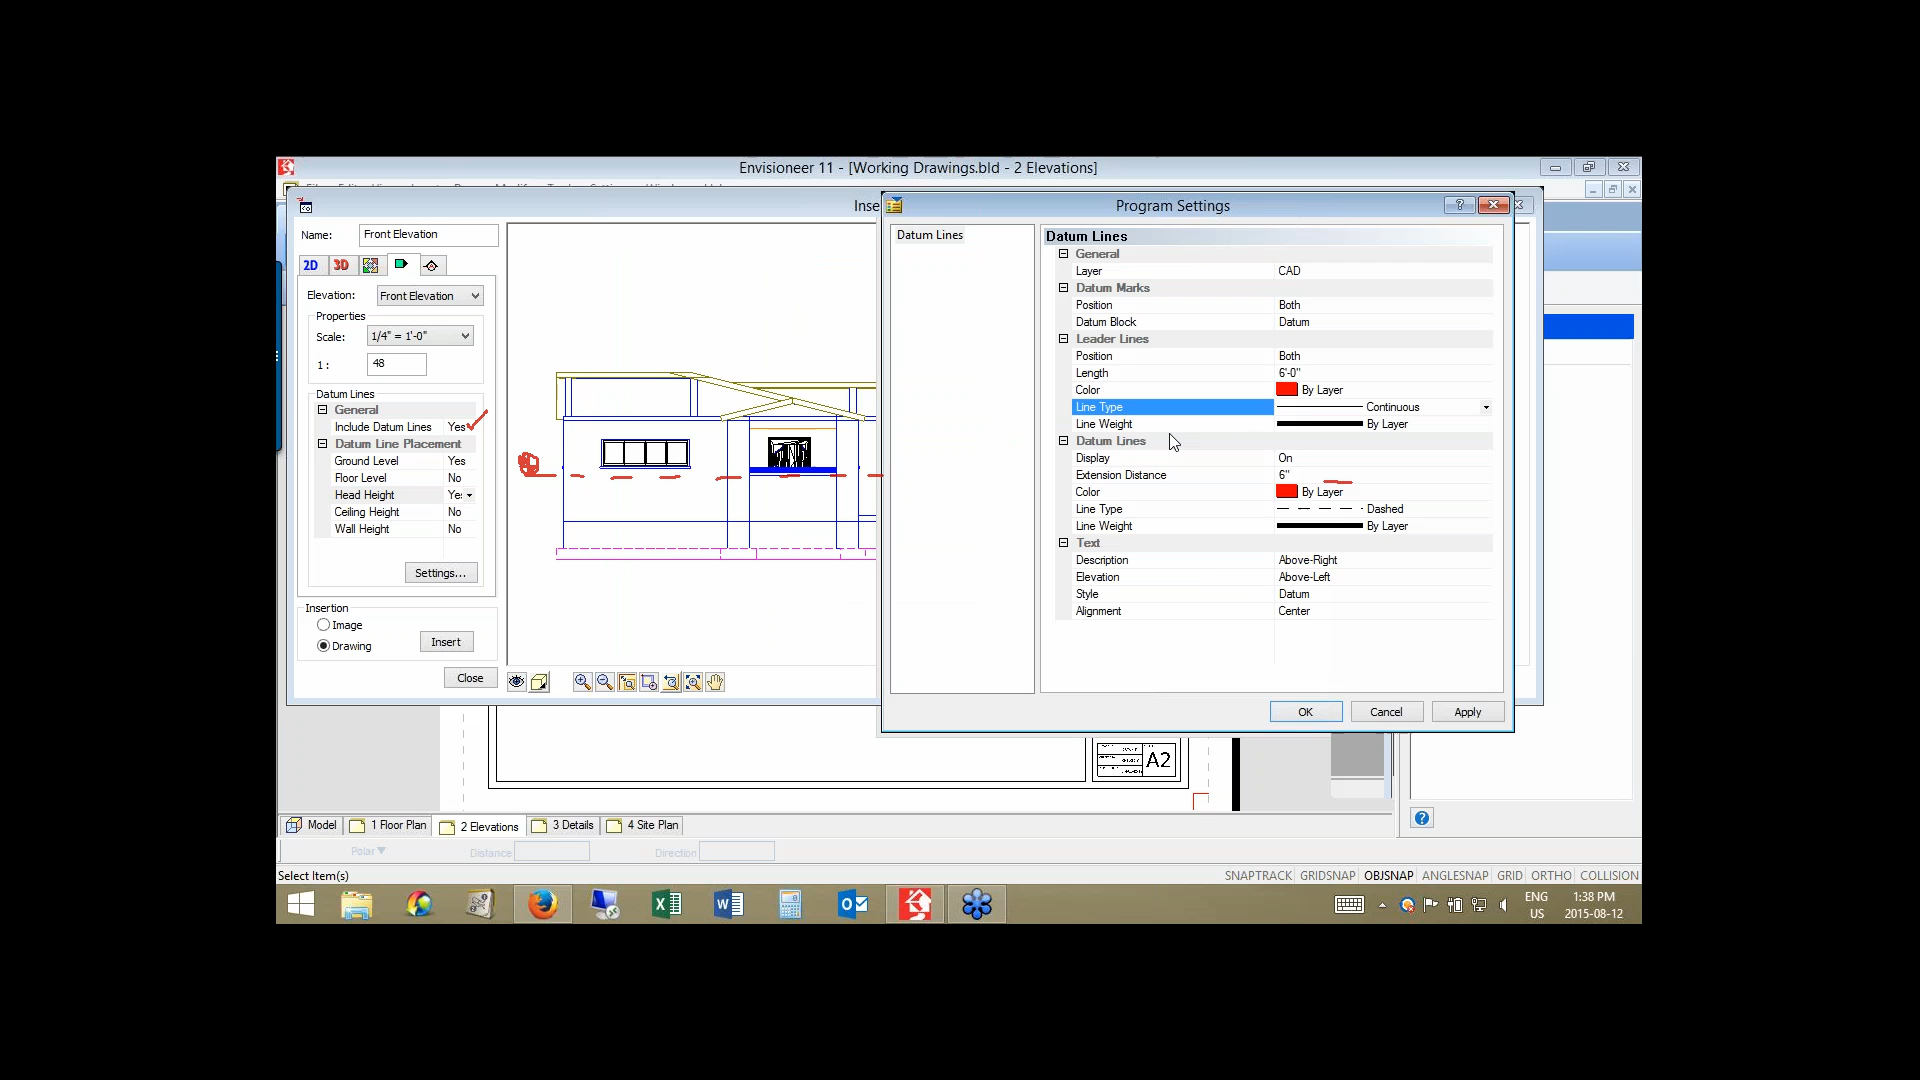 Envisioneer 11 - [Working Drawings.bld - 2 Elevations]
Inse
Program Settings
Name:
Front Elevation
2D
3D
Elevation:
Front Elevation
Properties
Scale:
1/4" = 1'-0"
1 :
48
Datum Lines
General
Include Datum Lines Yes
Datum Line Placement
Ground Level Yes
Floor Level No
Head Height Yes
Ceiling Height No
Wall Height No
Settings...
Insertion
Image
Drawing
Insert
Close
Datum Lines
Datum Lines
General
Layer CAD
Datum Marks
Position Both
Datum Block Datum
Leader Lines
Position Both
Length 6'-0"
Color By Layer
Line Type Continuous
Line Weight By Layer
Datum Lines
Display On
Extension Distance 6"
Color By Layer
Line Type Dashed
Line Weight By Layer
Text
Description Above-Right
Elevation Above-Left
Style Datum
Alignment Center
OK
Cancel
Apply
A2
Model
1 Floor Plan
2 Elevations
3 Details
4 Site Plan
Polar
Distance
Direction
Select Item(s)
SNAPTRACK GRIDSNAP OBJSNAP ANGLESNAP GRID ORTHO COLLISION
ENG
US
1:38 PM
2015-08-12